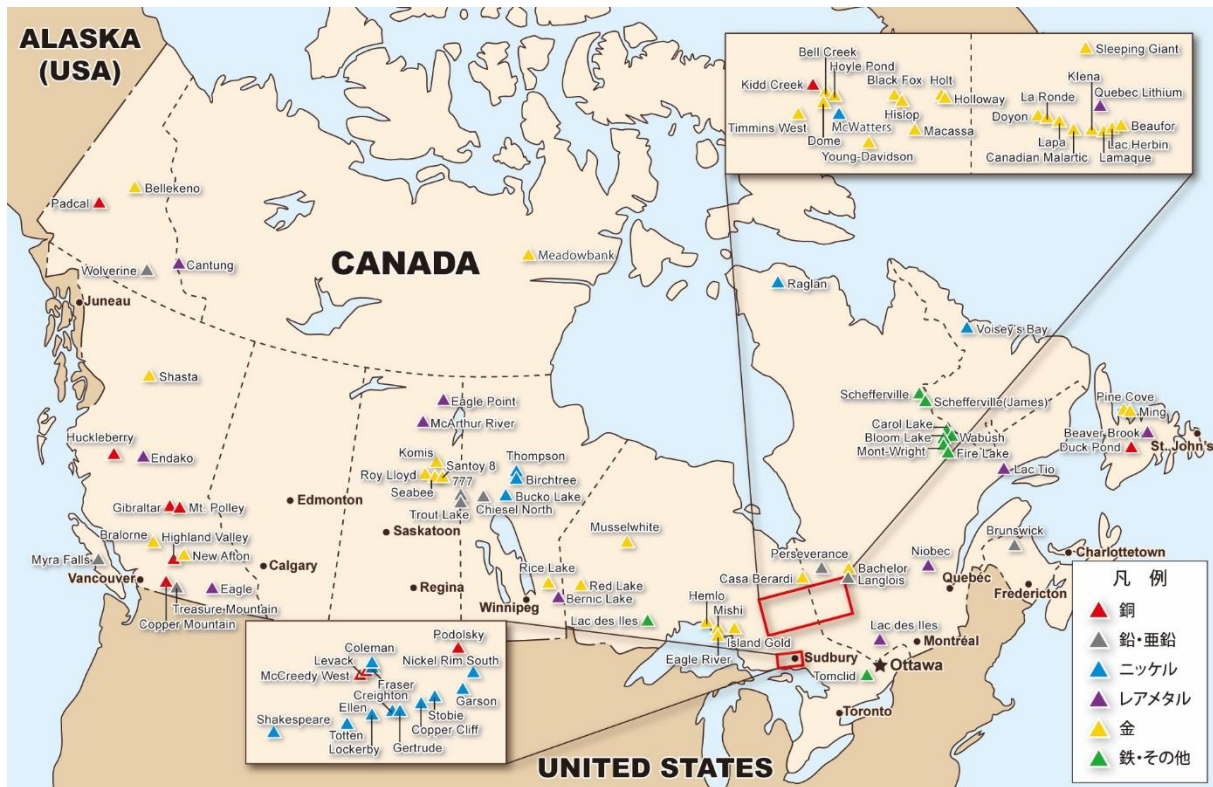 ALASKA
(USA)
CANADA
UNITED STATES
Sleeping Giant
Bell Creek
Hoyle Pond
Kidd Creek
Black Fox
Holt
Klena
Quebec Lithium
La Ronde
Holloway
Doyon
Beaufor
Timmins West
McWatters
Hislop
Macassa
Dome
Lapa
Lac Herbin
Young-Davidson
Canadian Malartic
Lamaque
Bellekeno
Padcal
Wolverine
Cantung
Meadowbank
Juneau
Raglan
Voisey's Bay
Shasta
Eagle Point
McArthur River
Schefferville
Schefferville(James)
Pine Cove
Ming
Carol Lake
Bloom Lake
Wabush
Mont-Wright
Fire Lake
Beaver Brook
Duck Pond
St. John's
Lac Tio
Huckleberry
Endako
Komis
Santoy 8
Roy Lloyd
777
Seabee
Trout Lake
Thompson
Birchtree
Bucko Lake
Chiesel North
Gibraltar
Mt. Polley
Edmonton
Saskatoon
Musselwhite
Bralorne
Highland Valley
New Afton
Myra Falls
Vancouver
Calgary
Eagle
Treasure Mountain
Copper Mountain
Regina
Winnipeg
Rice Lake
Red Lake
Bernic Lake
Lac des Iles
Perseverance
Casa Berardi
Bachelor
Langlois
Niobec
Brunswick
Charlottetown
Quebéc
Fredericton
Hemlo
Mishi
Island Gold
Eagle River
Lac des Iles
Montréal
Sudbury
Ottawa
Tomclid
Toronto
Podolsky
Coleman
Levack
Nickel Rim South
McCreedy West
Fraser
Creighton
Garson
Ellen
Shakespeare
Stobie
Totten
Copper Cliff
Lockerby
Gertrude
凡 例
銅
鉛・亜鉛
ニッケル
レアメタル
金
鉄・その他